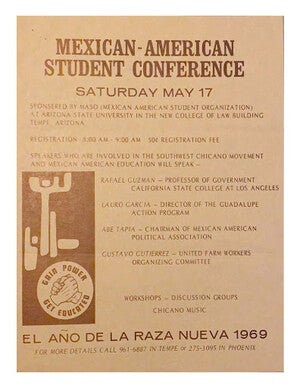 MEXICAN-AMERICAN
STUDENT CONFERENCE
SATURDAY MAY 17
SPONSERED BY MASO (MEXICAN AMERICAN STUDENT ORGANIZATION)
AT ARIZONA STATE UNIVERSITY IN THE NEW COLLEGE OF LAW BUILDING
TEMPE, ARIZONA
REGISTRATION 8:00 AM - 9:00 AM 50¢ REGISTRATION FEE
SPEAKERS WHO ARE INVOLVED IN THE SOUTHWEST CHICANO MOVEMENT
AND MEXICAN AMERICAN EDUCATION WILL SPEAK -
RAFAEL GUZMAN - PROFESSOR OF GOVERNMENT
CALIFORNIA STATE COLLEGE AT LOS ANGELES
LAURO GARCIA - DIRECTOR OF THE GUADALUPE
ACTION PROGRAM
ABE TAPIA - CHAIRMAN OF MEXICAN AMERICAN
POLITICAL ASSOCIATION
GUSTAVO GUTIERREZ - UNITED FARM WORKERS
ORGANIZING COMMITTEE
GAIN POWER
GET EDUCATED
WORKSHOPS - DISCUSSION GROUPS
CHICANO MUSIC
EL AÑO DE LA RAZA NUEVA 1969
FOR MORE DETAILS CALL 961-6887 IN TEMPE OR 275-3095 IN PHOENIX